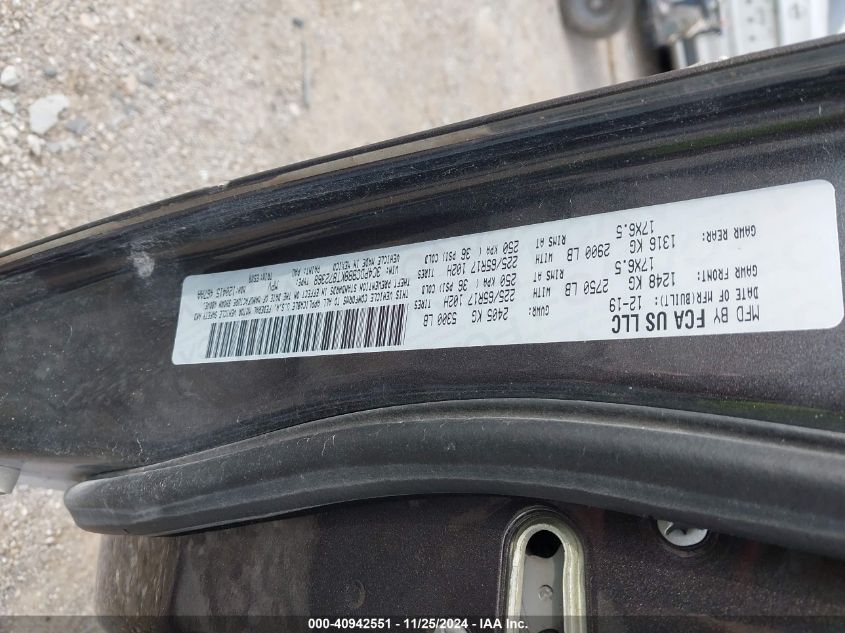 MFD BY FCA US LLC
DATE OF MFR(BUILT): 12-19
GVWR: 2405 KG 5300 LB
GAWR FRONT: 1248 KG 2750 LB WITH 225/65R17 102H TIRES
17X6.5 RIMS AT 250 KPA ( 36 PSI) COLD
GAWR REAR: 1316 KG 2900 LB WITH 225/65R17 102H TIRES
17X6.5 RIMS AT 250 KPA ( 36 PSI) COLD
THIS VEHICLE CONFORMS TO ALL APPLICABLE U.S.A. FEDERAL MOTOR VEHICLE SAFETY AND
THEFT PREVENTION STANDARDS IN EFFECT ON THE DATE OF MANUFACTURE SHOWN ABOVE.
VIN: TYPE: MPV
VEHICLE MADE IN MEXICO PAINT: TRIM:
000-40942551 - 11/25/2024 - IAA Inc.